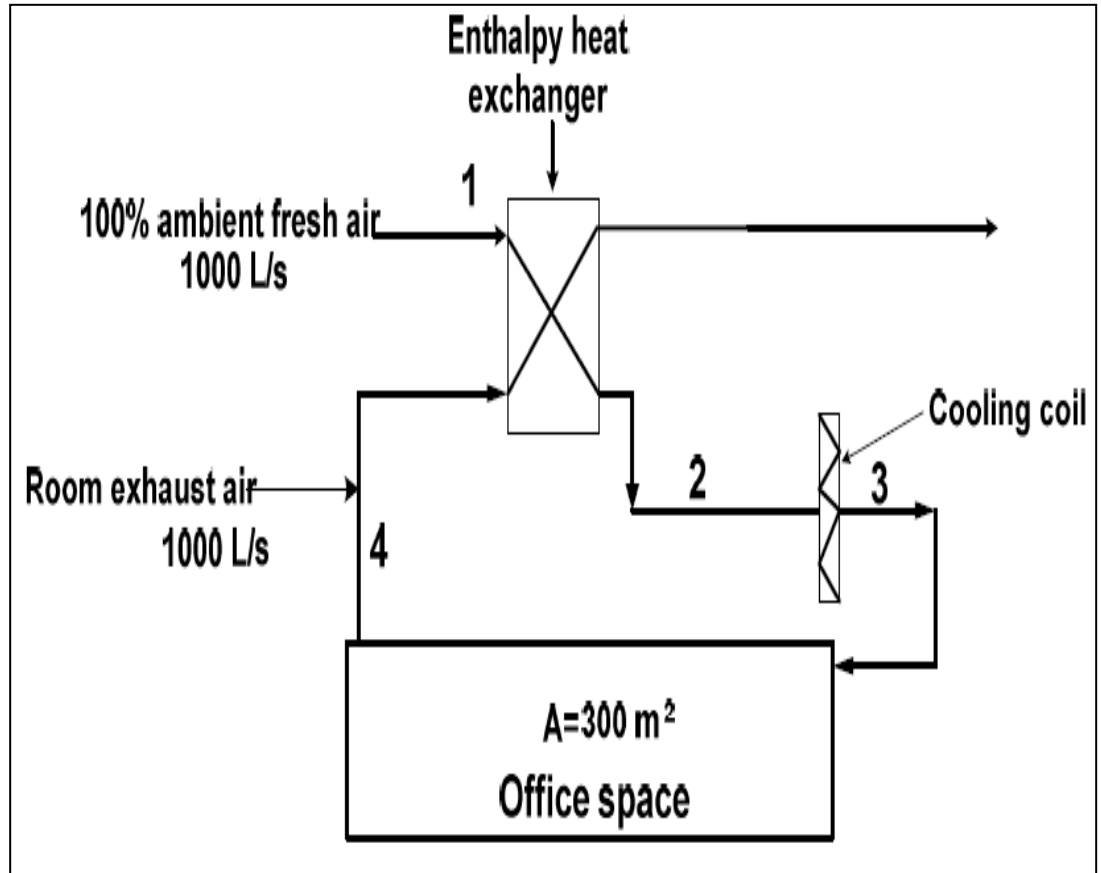 Enthalpy heat
exchanger
1
100% ambient fresh air
1000 L/s
Cooling coil
Room exhaust air
1000 L/s
4
2
3
A=300 m²
Office space